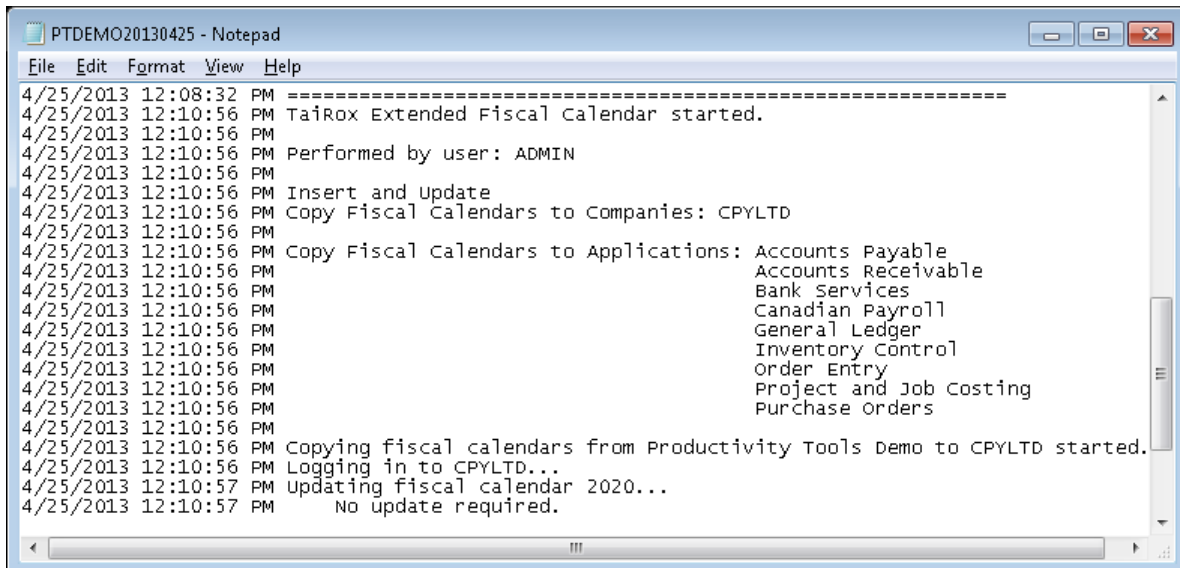 PTDEMO20130425 - Notepad
File Edit Format View Help
4/25/2013 12:08:32 PM ============================================================
4/25/2013 12:10:56 PM TaiRox Extended Fiscal Calendar started.
4/25/2013 12:10:56 PM
4/25/2013 12:10:56 PM Performed by user: ADMIN
4/25/2013 12:10:56 PM
4/25/2013 12:10:56 PM Insert and Update
4/25/2013 12:10:56 PM Copy Fiscal Calendars to Companies: CPYLTD
4/25/2013 12:10:56 PM
4/25/2013 12:10:56 PM Copy Fiscal Calendars to Applications: Accounts Payable
4/25/2013 12:10:56 PM                                        Accounts Receivable
4/25/2013 12:10:56 PM                                        Bank Services
4/25/2013 12:10:56 PM                                        Canadian Payroll
4/25/2013 12:10:56 PM                                        General Ledger
4/25/2013 12:10:56 PM                                        Inventory Control
4/25/2013 12:10:56 PM                                        Order Entry
4/25/2013 12:10:56 PM                                        Project and Job Costing
4/25/2013 12:10:56 PM                                        Purchase Orders
4/25/2013 12:10:56 PM
4/25/2013 12:10:56 PM Copying fiscal calendars from Productivity Tools Demo to CPYLTD started.
4/25/2013 12:10:56 PM Logging in to CPYLTD...
4/25/2013 12:10:57 PM Updating fiscal calendar 2020...
4/25/2013 12:10:57 PM     No update required.